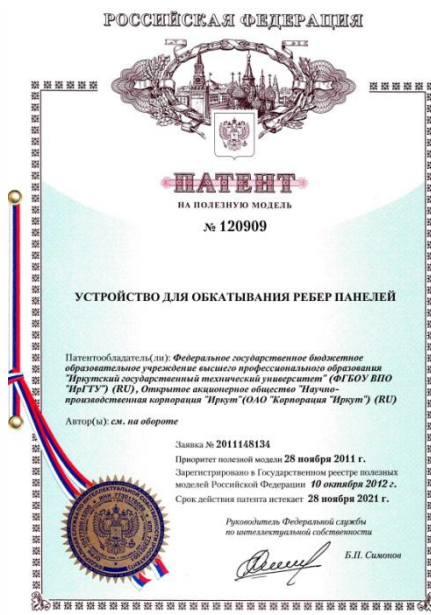 РОССИЙСКАЯ ФЕДЕРАЦИЯ
ПАТЕНТ
НА ПОЛЕЗНУЮ МОДЕЛЬ
№ 120909
УСТРОЙСТВО ДЛЯ ОБКАТЫВАНИЯ РЕБЕР ПАНЕЛЕЙ
Патентообладатель(ли): Федеральное государственное бюджетное
образовательное учреждение высшего профессионального образования
"Иркутский государственный технический университет" (ФГБОУ ВПО
"ИрГТУ") (RU), Открытое акционерное общество "Научно-
производственная корпорация "Иркут"(ОАО "Корпорация "Иркут") (RU)
Автор(ы): см. на обороте
Заявка № 2011148134
Приоритет полезной модели 28 ноября 2011 г.
Зарегистрировано в Государственном реестре полезных
моделей Российской Федерации 10 октября 2012 г.
Срок действия патента истекает 28 ноября 2021 г.
Руководитель Федеральной службы
по интеллектуальной собственности
Б.П. Симонов